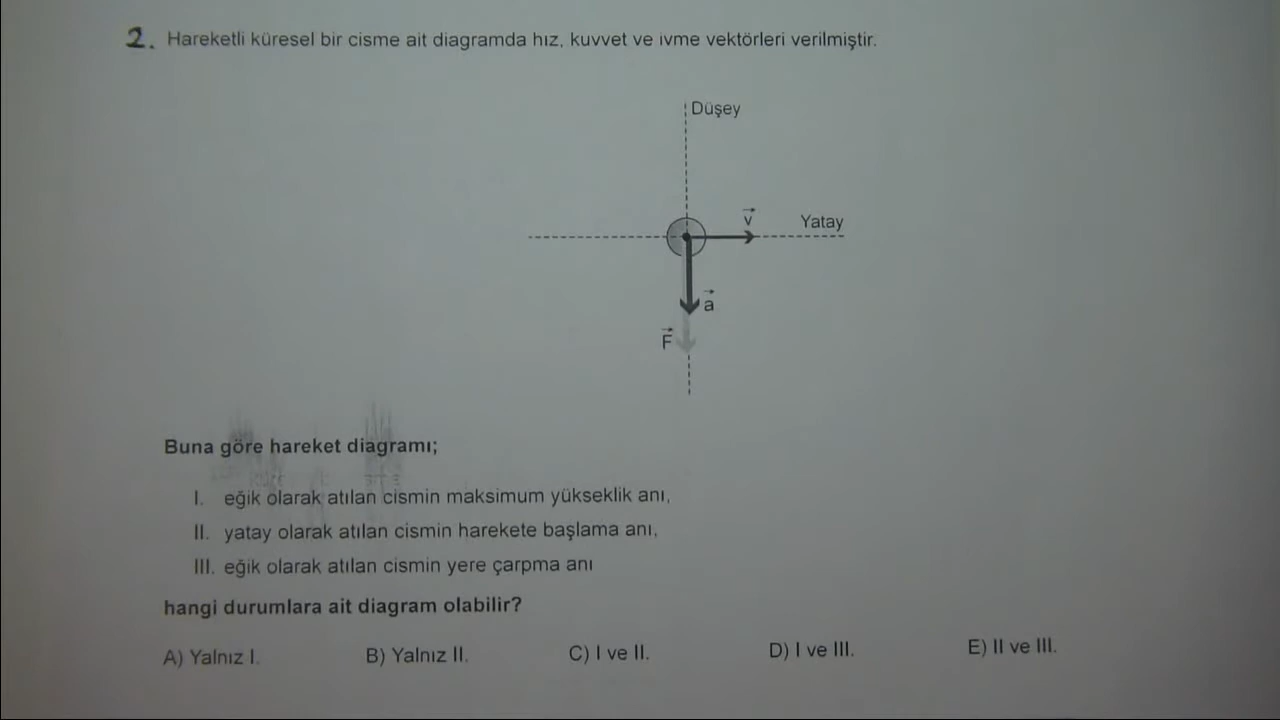 2. Hareketli küresel bir cisme ait diagramda hız, kuvvet ve ivme vektörleri verilmiştir.
Düşey
v
Yatay
a
F
Buna göre hareket diagramı;
I. eğik olarak atılan cismin maksimum yükseklik anı,
II. yatay olarak atılan cismin harekete başlama anı,
III. eğik olarak atılan cismin yere çarpma anı
hangi durumlara ait diagram olabilir?
A) Yalnız I. B) Yalnız II. C) I ve II. D) I ve III. E) II ve III.